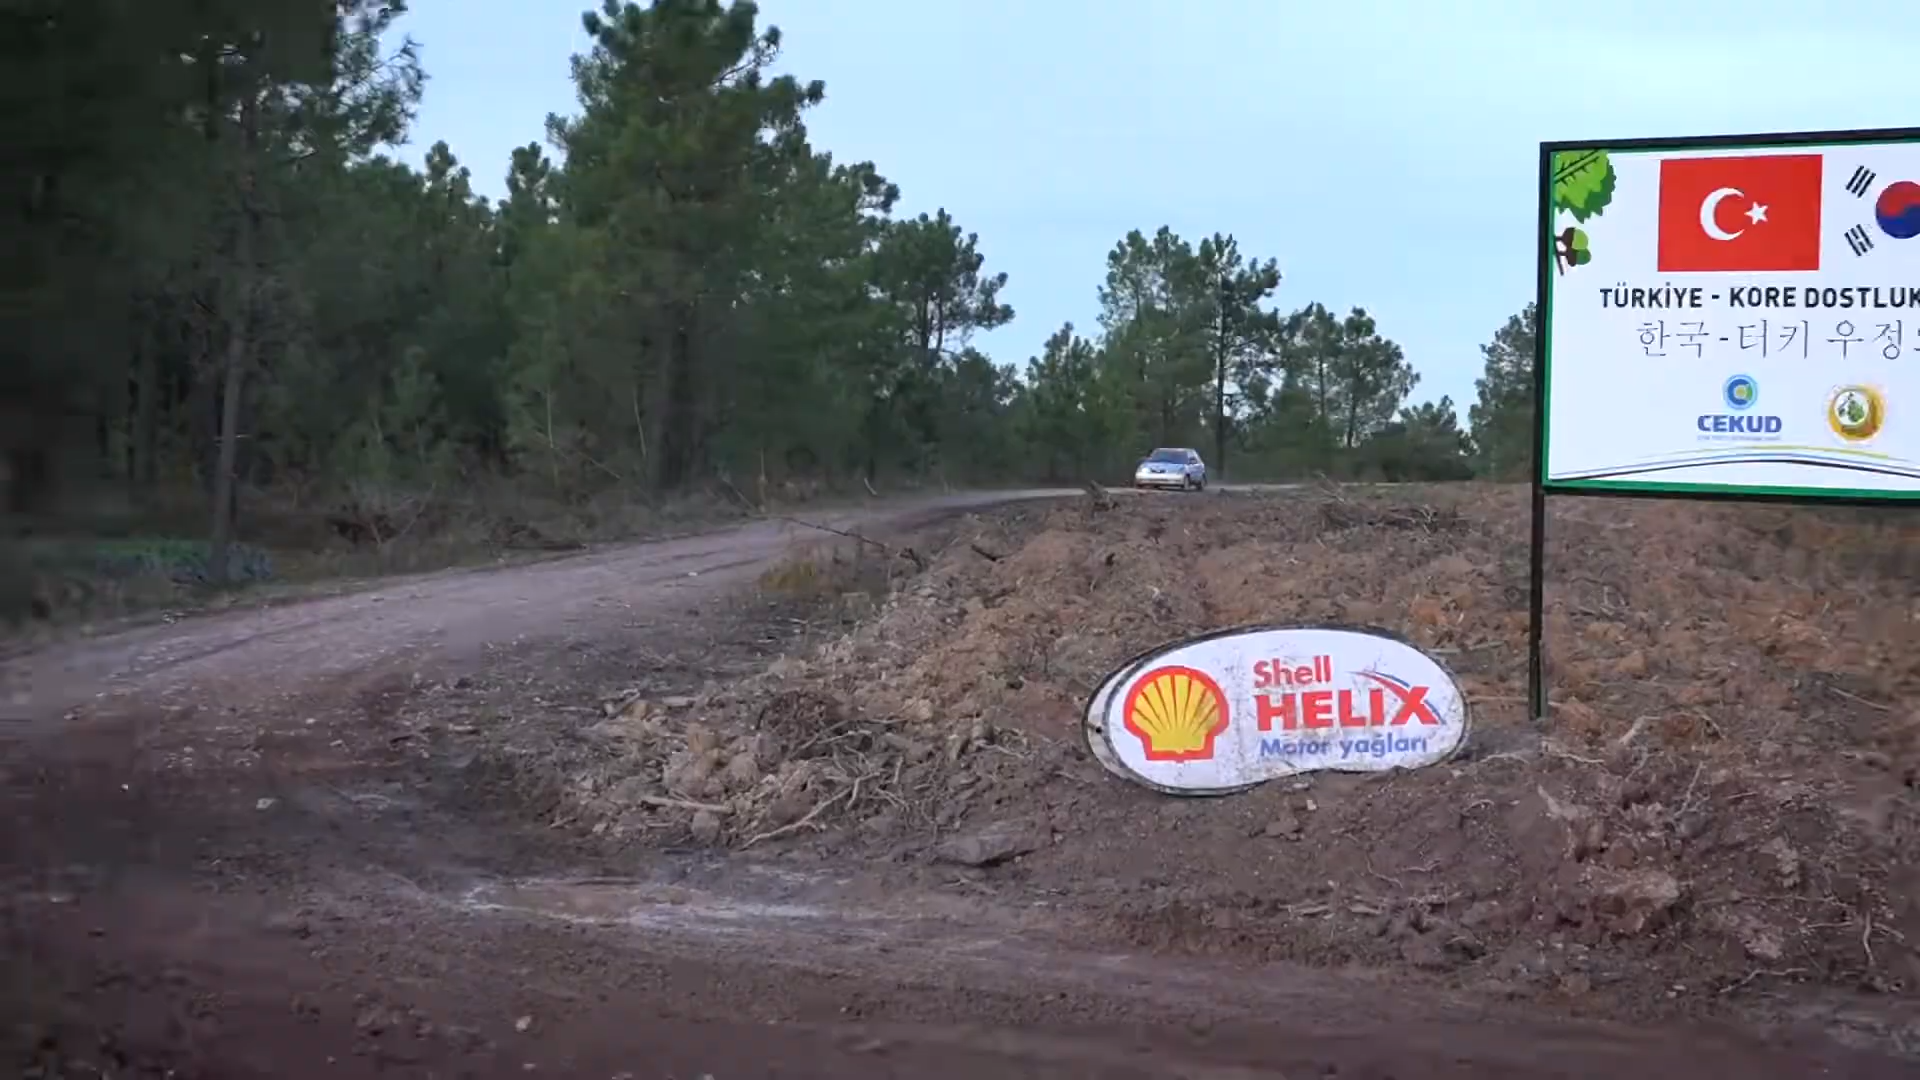 TÜRKİYE - KORE DOSTLUK
한국-터키 우정
CEKUD
Shell
HELIX
Motor yağları